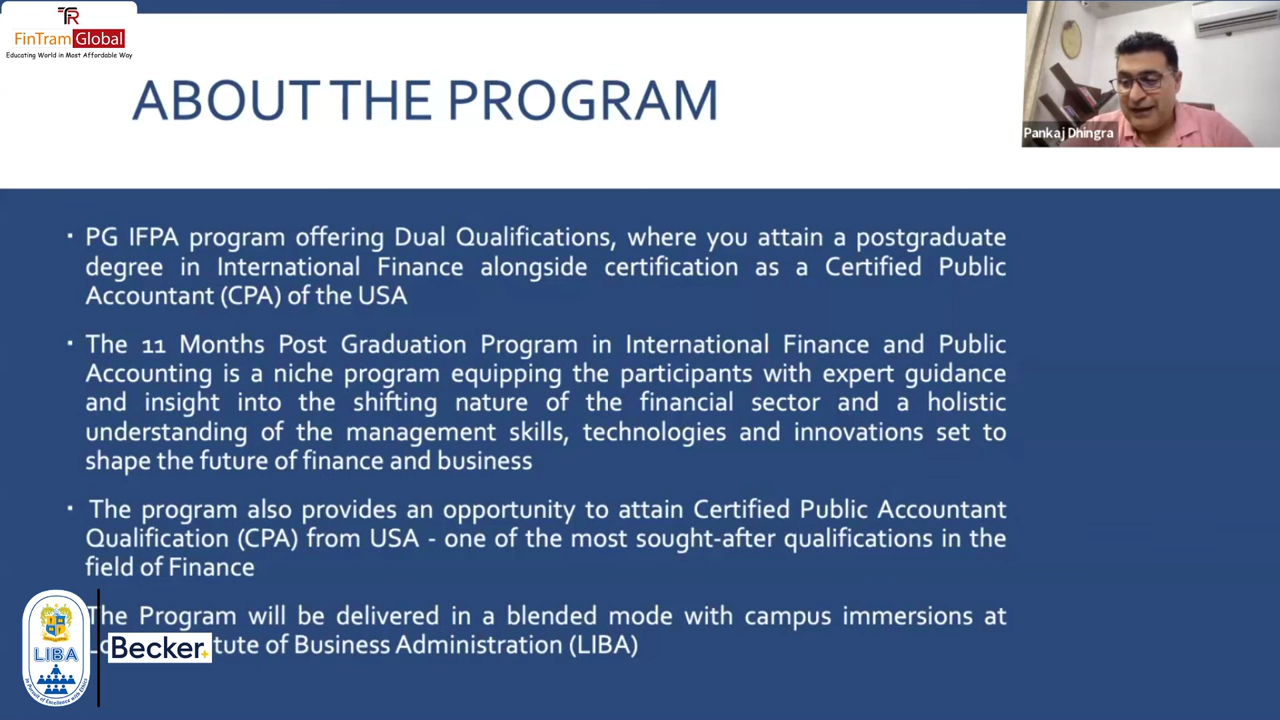 FinTram Global
Educating World in Most Affordable Way
ABOUT THE PROGRAM
Pankaj Dhingra
▪ PG IFPA program offering Dual Qualifications, where you attain a postgraduate
degree in International Finance alongside certification as a Certified Public
Accountant (CPA) of the USA
▪ The 11 Months Post Graduation Program in International Finance and Public
Accounting is a niche program equipping the participants with expert guidance
and insight into the shifting nature of the financial sector and a holistic
understanding of the management skills, technologies and innovations set to
shape the future of finance and business
▪ The program also provides an opportunity to attain Certified Public Accountant
Qualification (CPA) from USA - one of the most sought-after qualifications in the
field of Finance
The Program will be delivered in a blended mode with campus immersions at
of Business Administration (LIBA)
LIBA
Becker.